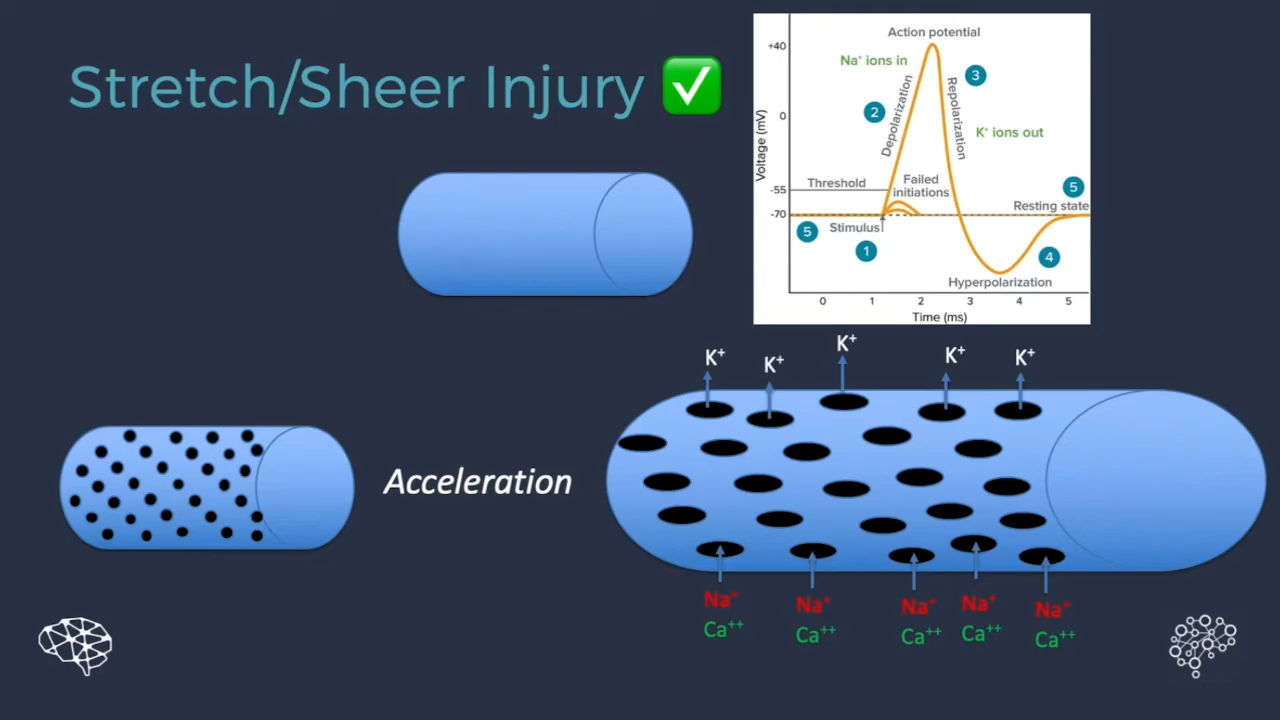 Stretch/Sheer Injury ✅
Action potential
+40
Na⁺ ions in
3
2
Depolarization
Repolarization
Voltage (mV)
0
K⁺ ions out
Threshold
Failed
initiations
-55
5
Resting state
-70
5
Stimulus
1
4
Hyperpolarization
0 1 2 3 4 5
Time (ms)
K⁺ K⁺ K⁺ K⁺ K⁺
Acceleration
Na⁺ Na⁺ Na⁺ Na⁺ Na⁺
Ca⁺⁺ Ca⁺⁺ Ca⁺⁺ Ca⁺⁺ Ca⁺⁺